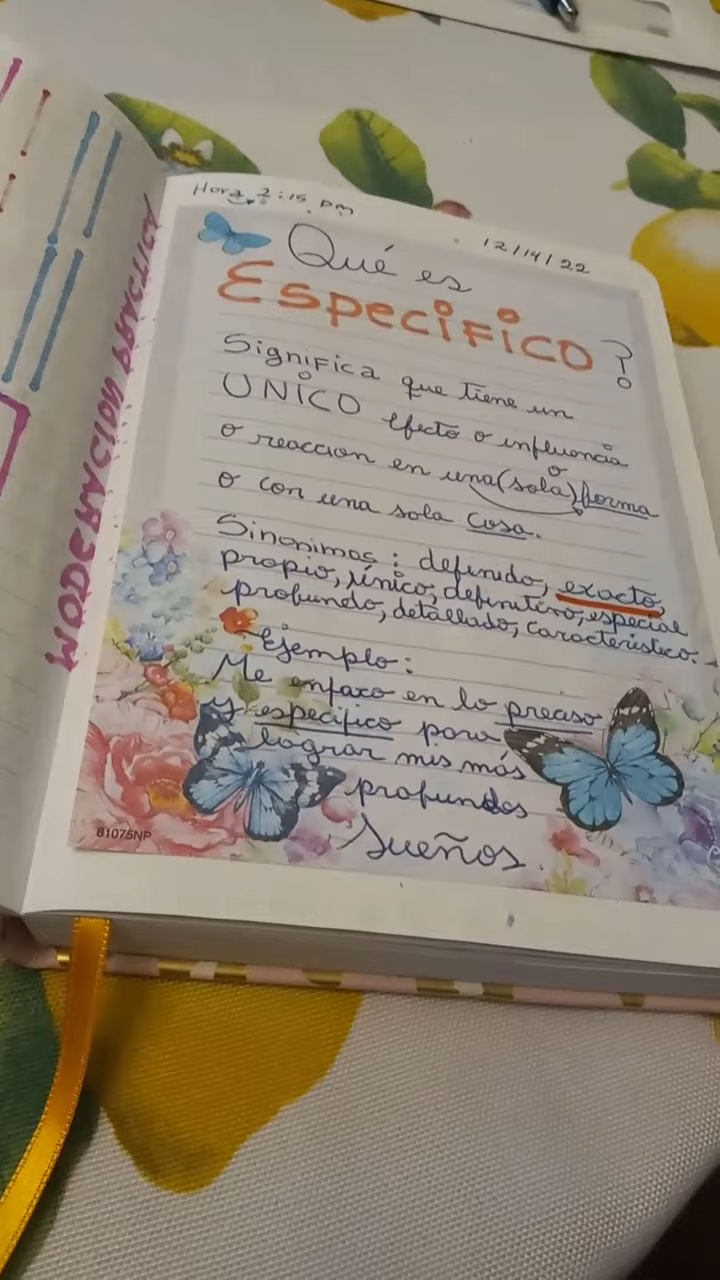 Hora 2:15 pm
12/14/22
Qué es
Especifico?
Significa que tiene un
UNICO efecto o influencia
o reaccion en una (sola) forma
o con una sola cosa.
Sinonimos: definido, exacto,
propio, único, definitivo, especial
profundo, detallado, caracteristico.
Ejemplo:
Me enfoco en lo preciso
y especifico para
lograr mis más
profundos
Sueños.
81075NP